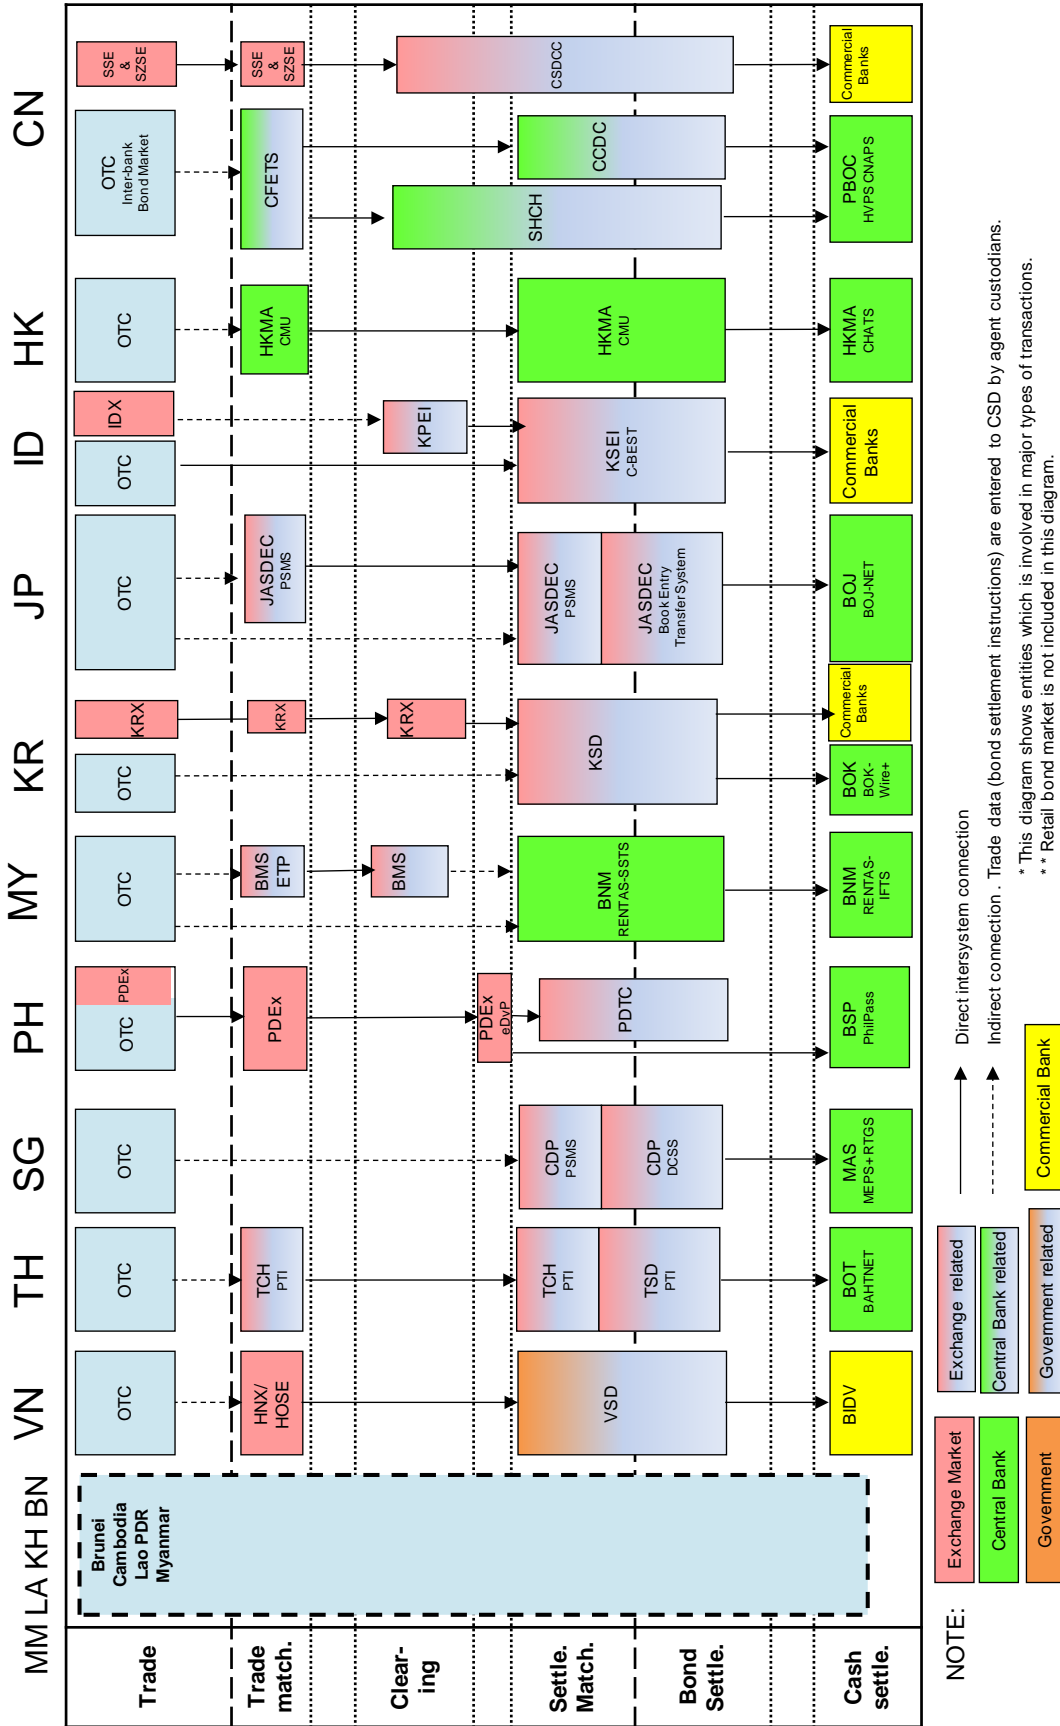 MM LA KH BN
VN
TH
SG
PH
MY
KR
JP
ID
HK
CN
Trade
Brunei
Cambodia
Lao PDR
Myanmar
OTC
OTC
OTC
OTC
PDEx
OTC
OTC
KRX
OTC
OTC
IDX
OTC
OTC
Inter-bank
Bond Market
SSE
&
SZSE
Trade
match.
HNX/
HOSE
TCH
PTI
PDEx
BMS
ETP
KRX
JASDEC
PSMS
HKMA
CMU
CFETS
SSE
&
SZSE
Clear-
ing
PDEx
eDvP
BMS
KRX
KPEI
SHCH
CSDCC
Settle.
Match.
Bond
Settle.
VSD
TCH
PTI
TSD
PTI
CDP
PSMS
CDP
DCSS
PDTC
BNM
RENTAS-SSTS
KSD
JASDEC
PSMS
JASDEC
Book Entry
Transfer System
KSEI
C-BEST
HKMA
CMU
CCDC
Cash
settle.
BIDV
BOT
BAHTNET
MAS
MEPS+RTGS
BSP
PhilPass
BNM
RENTAS-
IFTS
BOK
BOK-
Wire+
Commercial
Banks
BOJ
BOJ-NET
Commercial
Banks
HKMA
CHATS
PBOC
HVPS CNAPS
Commercial
Banks
NOTE:
Exchange Market
Central Bank
Government
Exchange related
Central Bank related
Government related
Commercial Bank
Direct intersystem connection
Indirect connection . Trade data (bond settlement instructions) are entered to CSD by agent custodians.
* This diagram shows entities which is involved in major types of transactions.
* * Retail bond market is not included in this diagram.